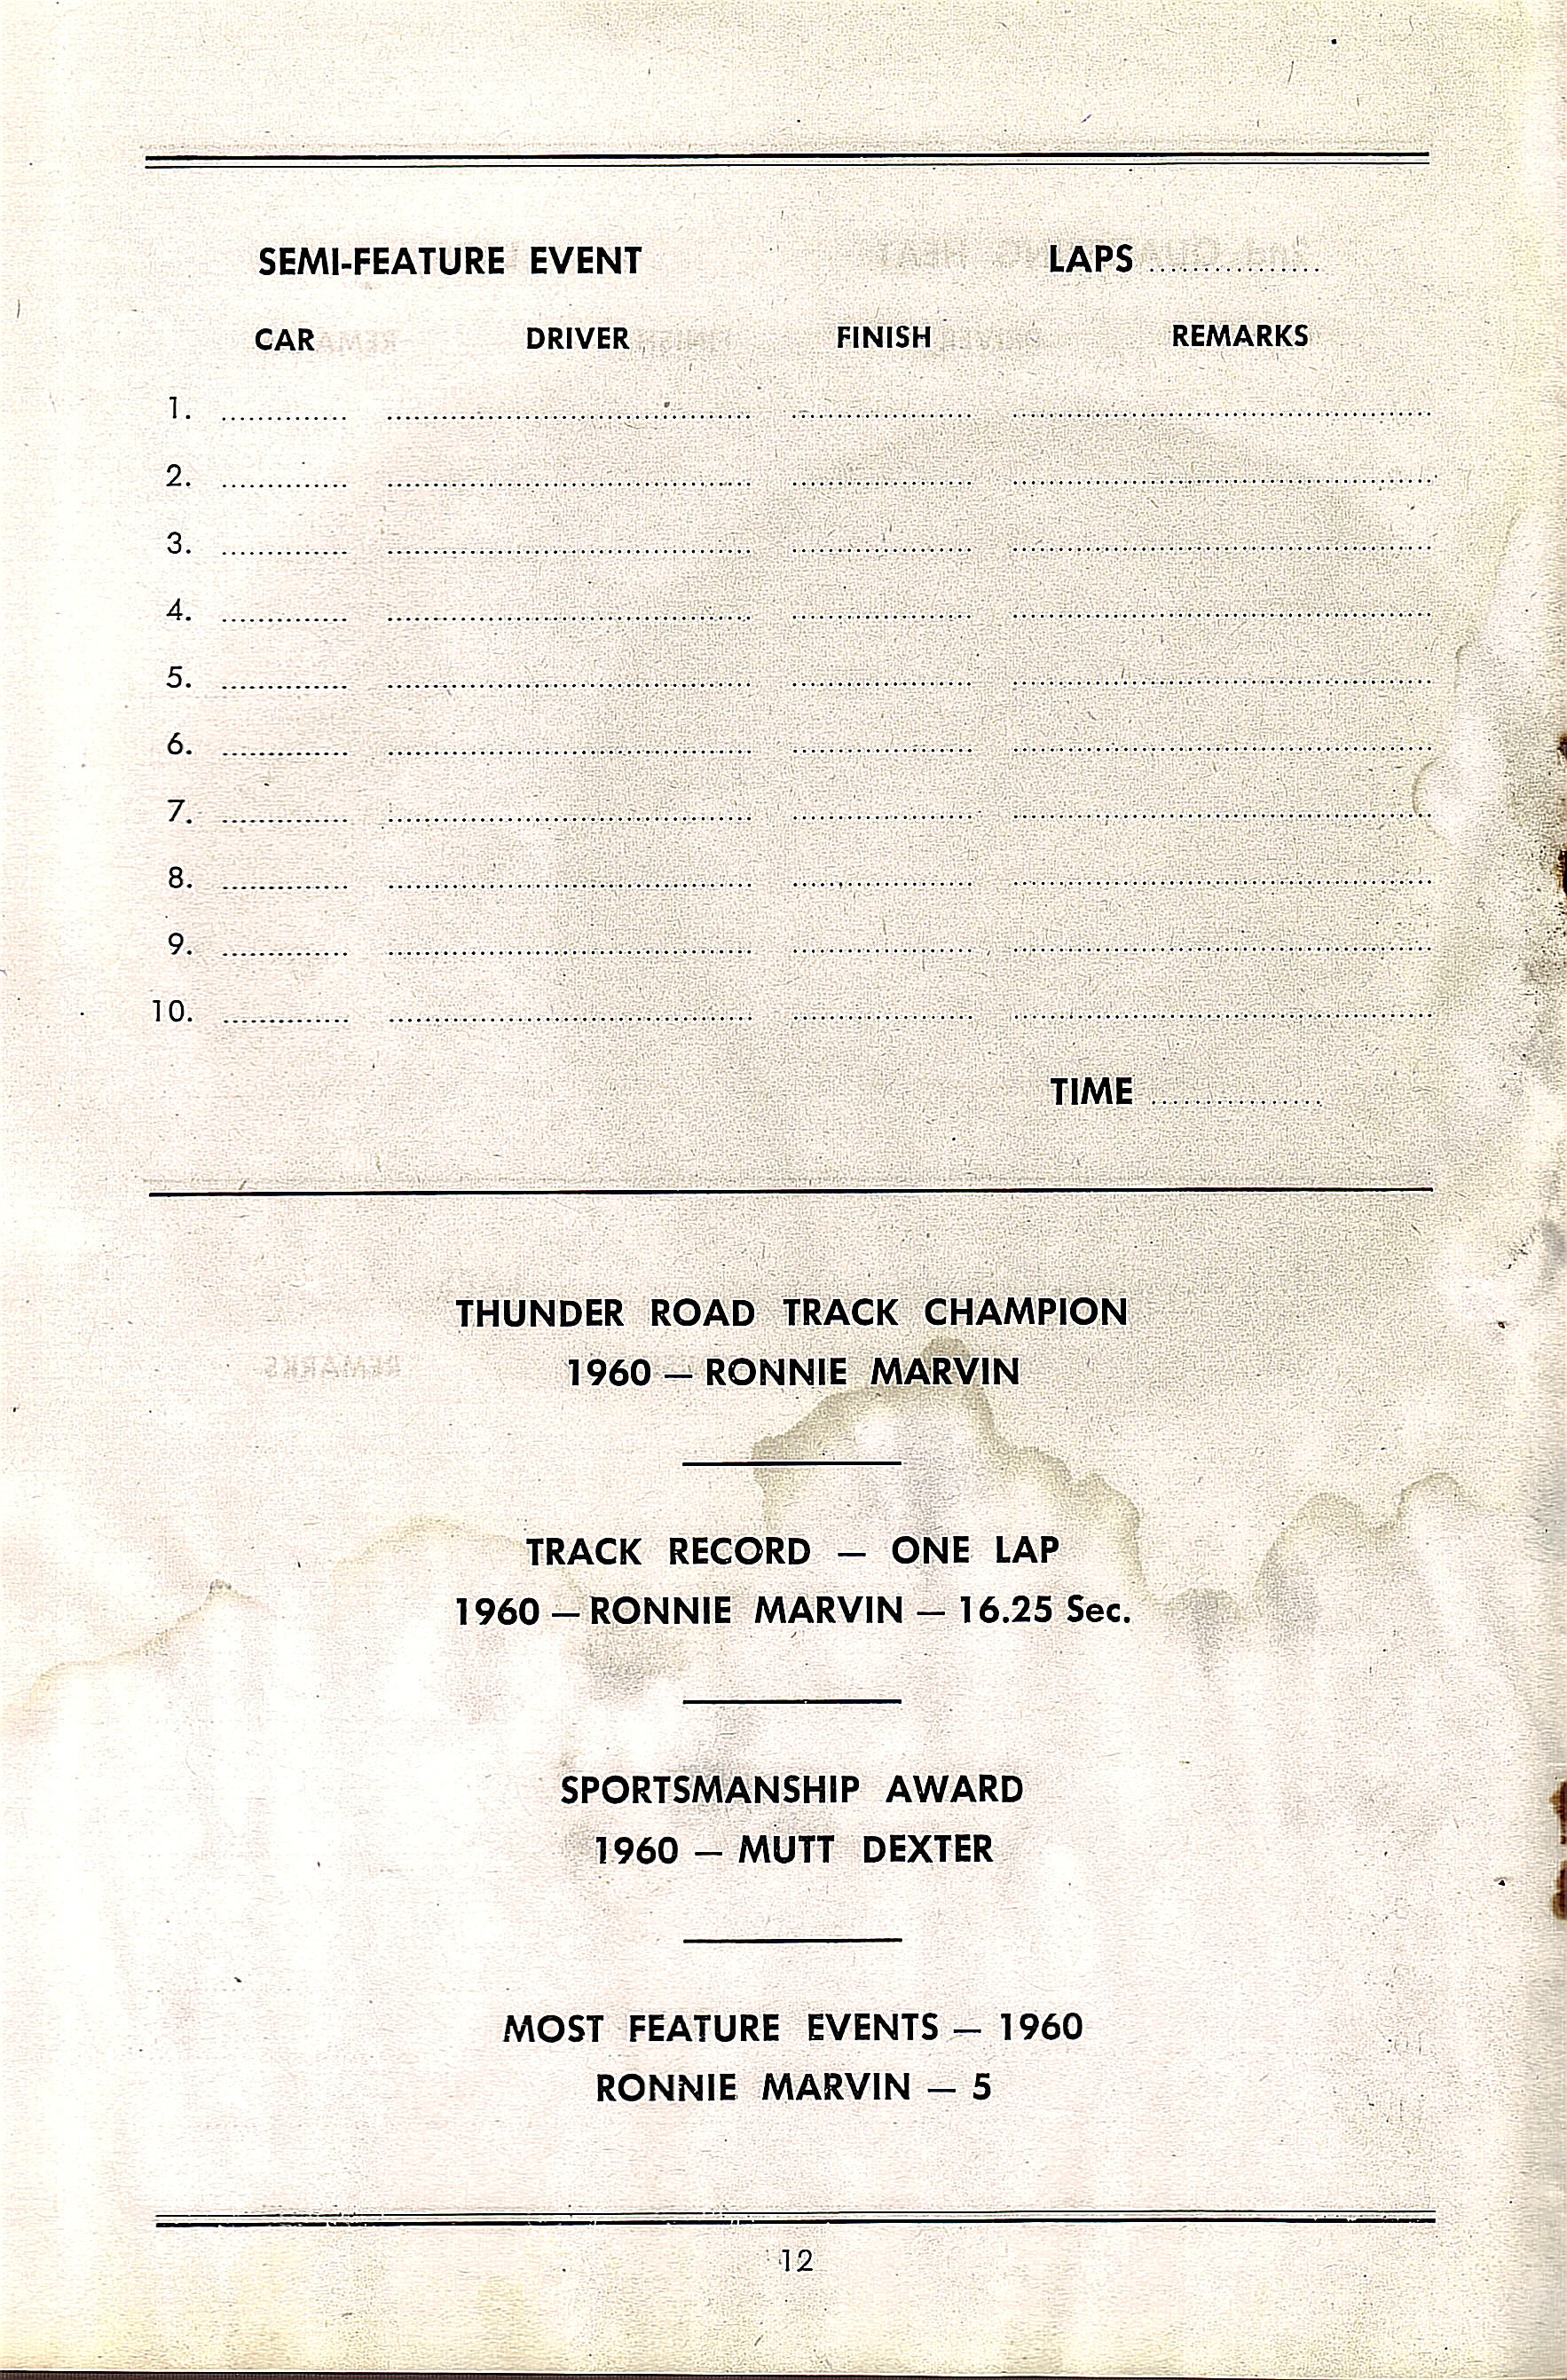 SEMI-FEATURE EVENT LAPS ................
CAR DRIVER FINISH REMARKS
1.
2.
3.
4.
5.
6.
7.
8.
9.
10.
TIME ................
THUNDER ROAD TRACK CHAMPION
1960 — RONNIE MARVIN
TRACK RECORD — ONE LAP
1960 — RONNIE MARVIN — 16.25 Sec.
SPORTSMANSHIP AWARD
1960 — MUTT DEXTER
MOST FEATURE EVENTS — 1960
RONNIE MARVIN — 5
12